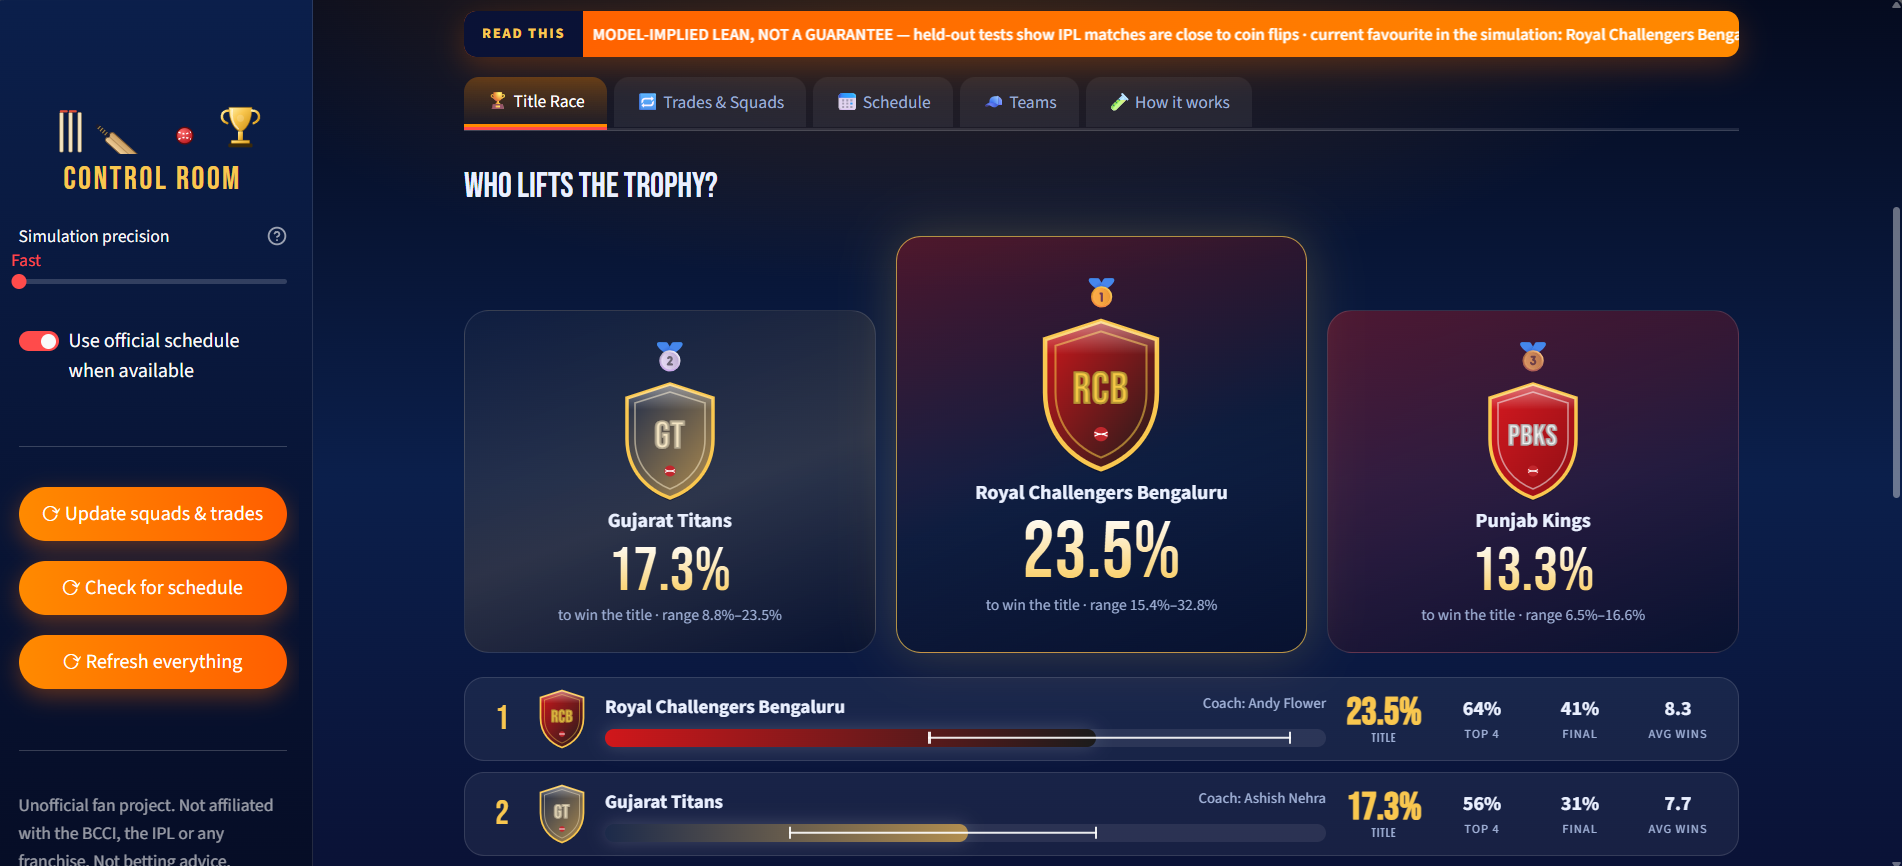 CONTROL ROOM
Simulation precision
Fast
Use official schedule
when available
Update squads & trades
Check for schedule
Refresh everything
Unofficial fan project. Not affiliated
with the BCCI, the IPL or any
franchise. Not betting advice.
READ THIS
MODEL-IMPLIED LEAN, NOT A GUARANTEE — held-out tests show IPL matches are close to coin flips · current favourite in the simulation: Royal Challengers Benga
Title Race
Trades & Squads
Schedule
Teams
How it works
WHO LIFTS THE TROPHY?
2
GT
Gujarat Titans
17.3%
to win the title · range 8.8%–23.5%
1
RCB
Royal Challengers Bengaluru
23.5%
to win the title · range 15.4%–32.8%
3
PBKS
Punjab Kings
13.3%
to win the title · range 6.5%–16.6%
1
RCB
Royal Challengers Bengaluru
Coach: Andy Flower
23.5%
TITLE
64%
TOP 4
41%
FINAL
8.3
AVG WINS
2
GT
Gujarat Titans
Coach: Ashish Nehra
17.3%
TITLE
56%
TOP 4
31%
FINAL
7.7
AVG WINS